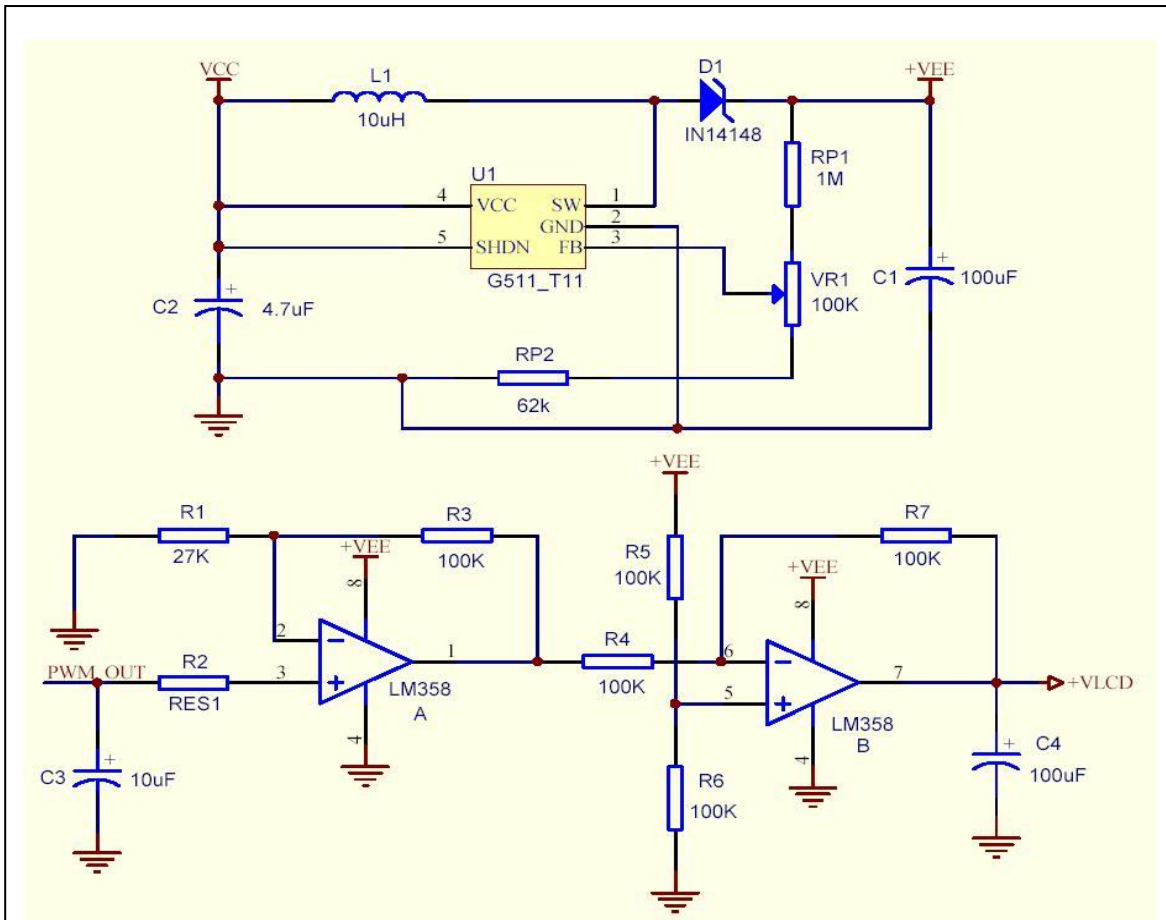 VCC
L1
10uH
D1
IN14148
+VEE
RP1
1M
U1
4
VCC
SW
1
GND
2
5
SHDN
FB
3
G511_T11
VR1
100K
C1
+
100uF
C2
+
4.7uF
RP2
62k
+VEE
R1
27K
R3
100K
+VEE
8
R5
100K
R7
100K
+VEE
8
2
1
R4
100K
6
7
+VLCD
PWM_OUT
R2
RES1
3
LM358
A
4
5
LM358
B
4
C3
+
10uF
R6
100K
C4
+
100uF